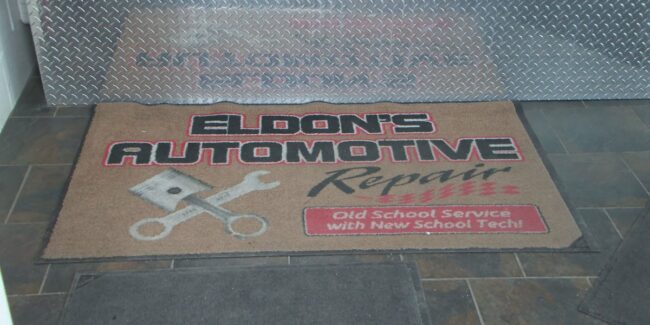 ELDON'S
AUTOMOTIVE
Repair
Old School Service
with New School Tech!